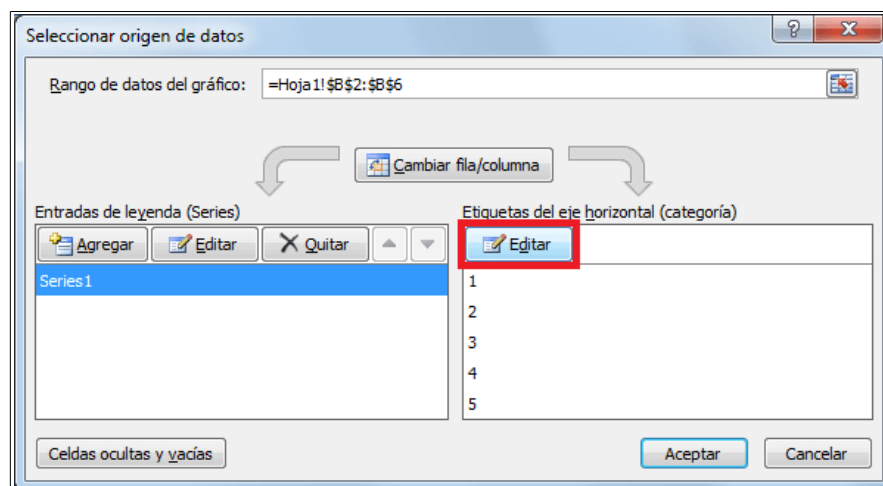 Seleccionar origen de datos
Rango de datos del gráfico: =Hoja1!$B$2:$B$6
Cambiar fila/columna
Entradas de leyenda (Series)
Agregar Editar Quitar
Series1
Etiquetas del eje horizontal (categoría)
Editar
1
2
3
4
5
Celdas ocultas y vacías
Aceptar Cancelar